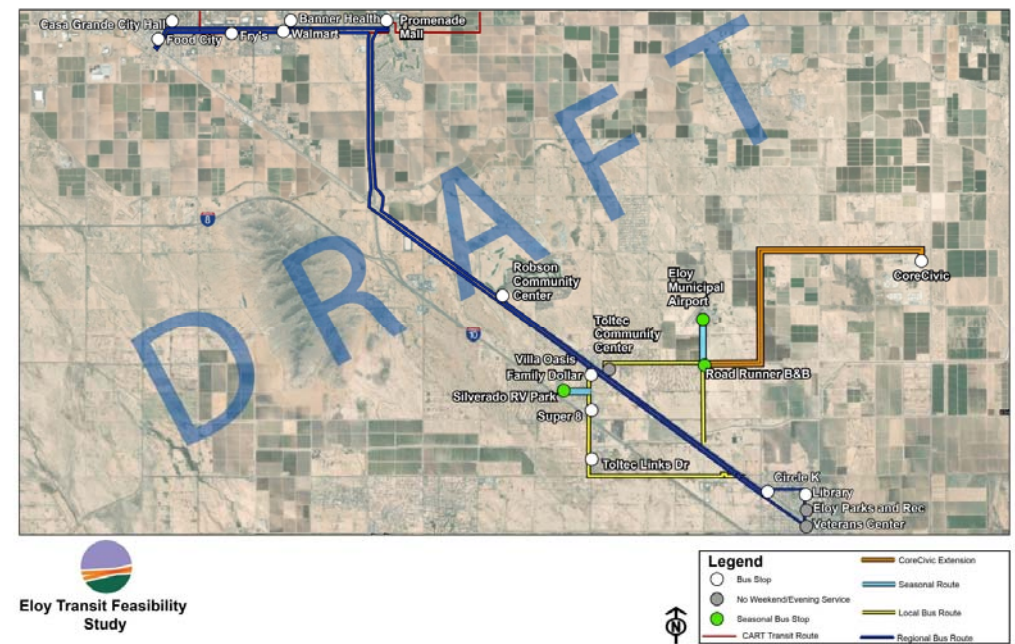 Casa Grande City Hall
Banner Health
Promenade
Mall
Food City
Fry's
Walmart
DRAFT
8
Robson
Community
Center
CoreCivic
Eloy
Municipal
Airport
10
Toltec
Community
Center
Villa Oasis
Family Dollar
Road Runner B&B
Silverado RV Park
Super 8
Toltec Links Dr
Circle K
Library
Eloy Parks and Rec
Veterans Center
Eloy Transit Feasibility
Study
N
Legend
Bus Stop
No Weekend/Evening Service
Seasonal Bus Stop
CART Transit Route
CoreCivic Extension
Seasonal Route
Local Bus Route
Regional Bus Route